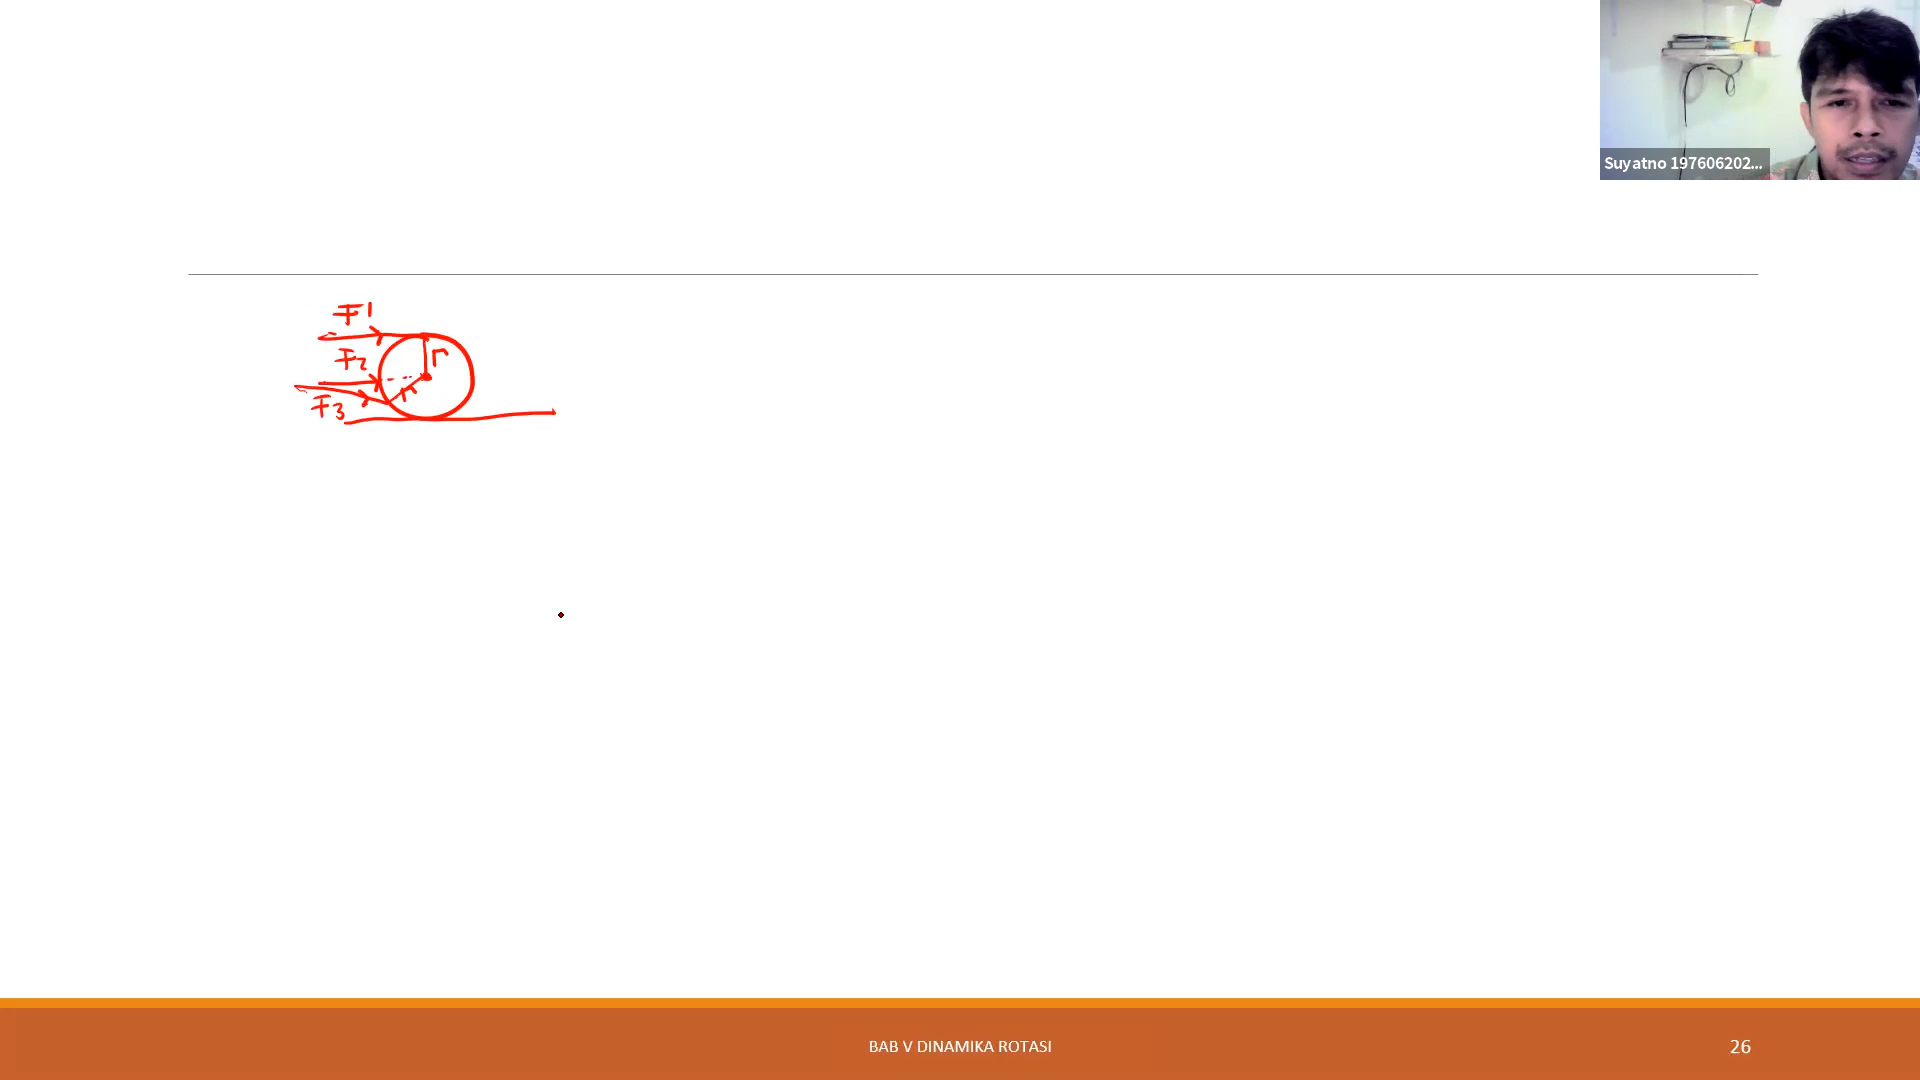 Suyatno 197606202...
F1
r
F2
r
F3
BAB V DINAMIKA ROTASI
26